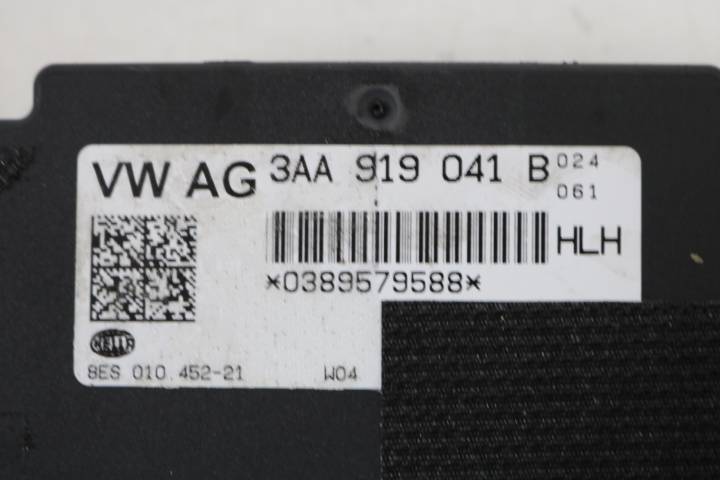 VW AG 3AA 919 041 B 024
061
HLH
*0389579588*
HELLA
8ES 010.452-21 W04